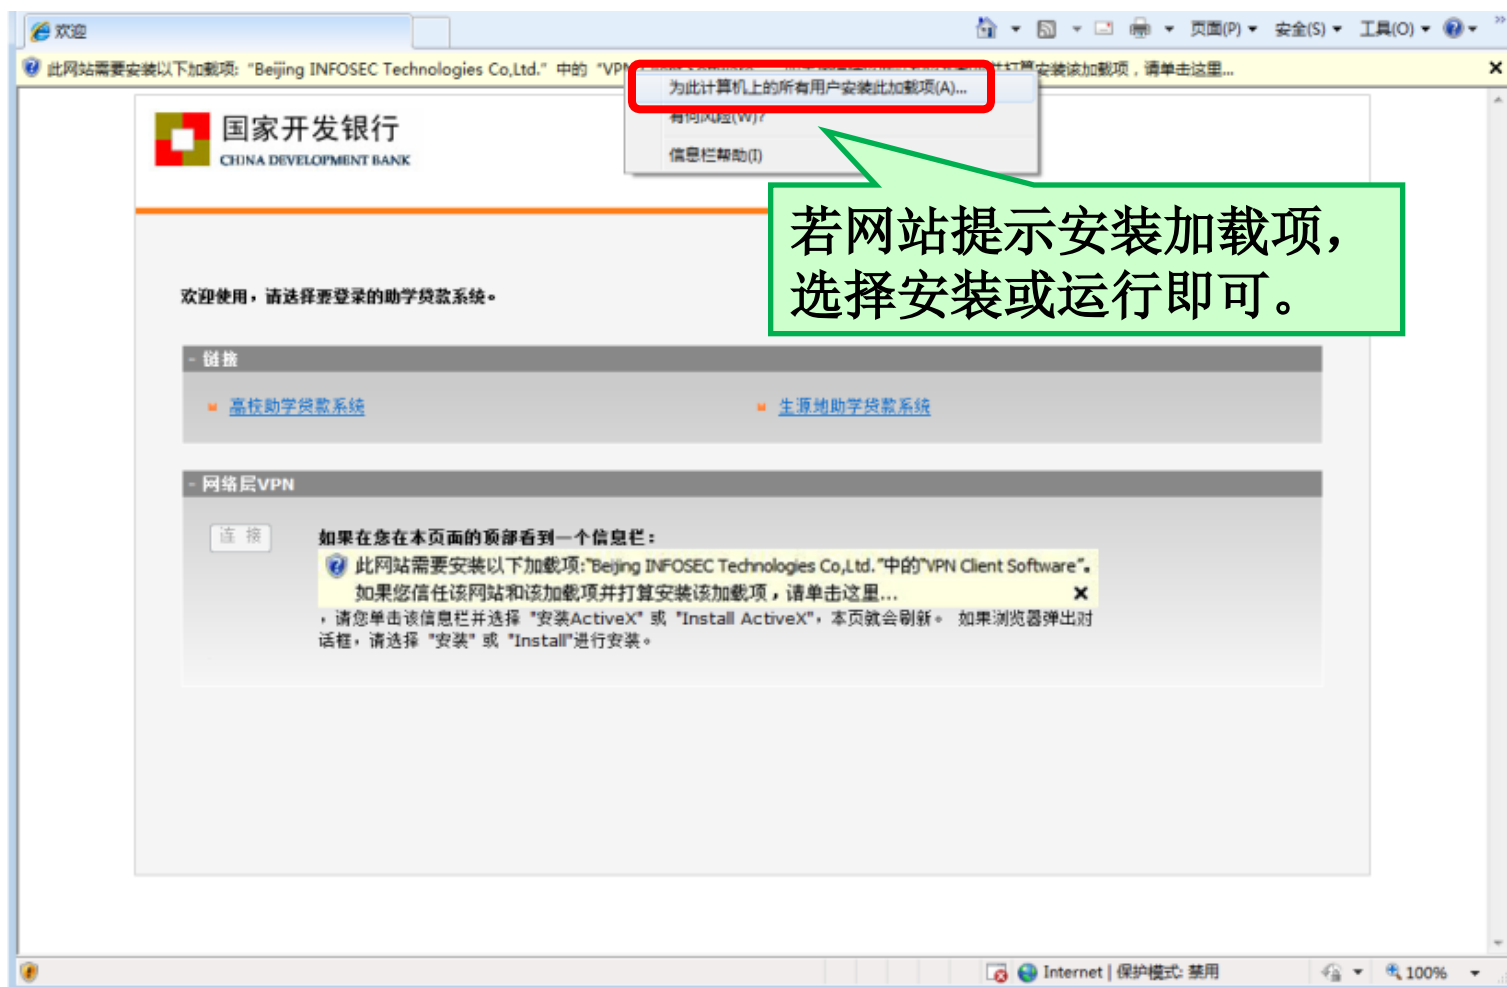 欢迎
页面(P)
安全(S)
工具(O)
此网站需要安装以下加载项: "Beijing INFOSEC Technologies Co,Ltd." 中的 "VPN
并打算安装该加载项，请单击这里...
为此计算机上的所有用户安装此加载项(A)...
有何风险(W)?
信息栏帮助(I)
国家开发银行
CHINA DEVELOPMENT BANK
若网站提示安装加载项，
选择安装或运行即可。
欢迎使用，请选择要登录的助学贷款系统。
- 链接
高校助学贷款系统
生源地助学贷款系统
- 网络层VPN
连 接
如果在您在本页面的顶部看到一个信息栏：
此网站需要安装以下加载项:"Beijing INFOSEC Technologies Co,Ltd."中的"VPN Client Software"。
如果您信任该网站和该加载项并打算安装该加载项，请单击这里...
，请您单击该信息栏并选择 "安装ActiveX" 或 "Install ActiveX"，本页就会刷新。 如果浏览器弹出对
话框，请选择 "安装" 或 "Install"进行安装。
Internet | 保护模式: 禁用
100%